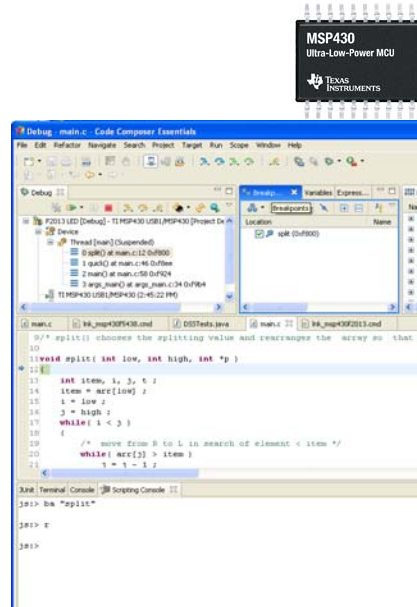 MSP430
Ultra-Low-Power MCU
TEXAS
INSTRUMENTS
Debug - main.c - Code Composer Essentials
File Edit Refactor Navigate Search Project Target Run Scope Window Help
Debug
Breakp... Variables Express...
Breakpoints
Na
F2013 LED [Debug] - TI MSP430 USB1/MSP430 [Project De
Device
Thread [main] (Suspended)
0 split() at main.c:12 0xf800
1 quick() at main.c:46 0xf8ee
2 main() at main.c:58 0xf924
3 args_main() at args_main.c:34 0xf9b4
TI MSP430 USB1/MSP430 (2:45:22 PM)
Location Name
split (0xf800)
main.c lnk_msp430f5438.cmd DSSTests.java main.c lnk_msp430F2013.cmd
9/* split() chooses the splitting value and rearranges the array so that
10
11void split( int low, int high, int *p )
12{
13 int item, i, j, t ;
14 item = arr[low] ;
15 i = low ;
16 j = high ;
17 while( i < j )
18 {
19 /* move from R to L in search of element < item */
20 while( arr[j] > item )
21 j = j - 1 ;
JUnit Terminal Console Scripting Console
js:> ba "split"
js:> r
js:>